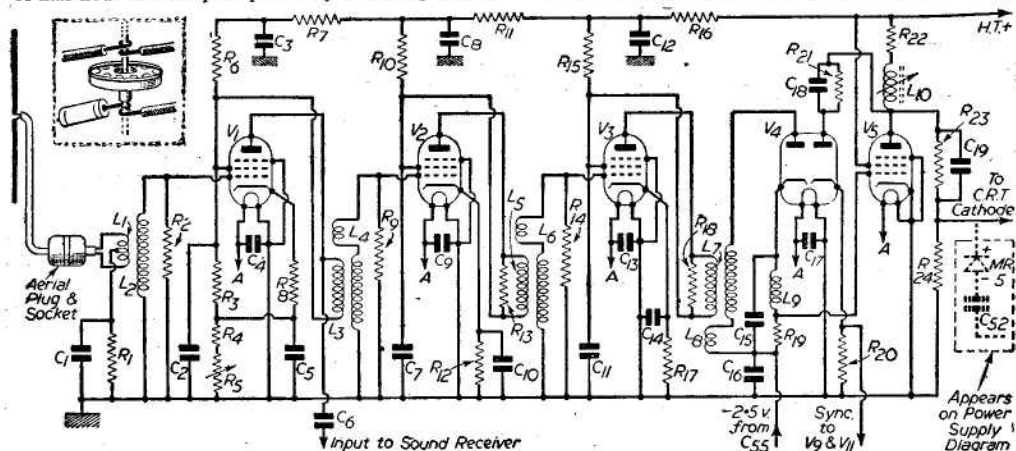 R7
R11
R16
H.T.+
C3
C8
C12
R6
R10
R15
R21
R22
C18
L10
V1
V2
V3
V4
V5
R23
C19
To
C.R.T.
Cathode
L1
R2
L4
R9
L5
L6
R14
R18
L7
C4
C9
C13
C17
A
A
A
A
A
L2
R3
R8
L3
R13
L8
L9
R24
MR
5
C52
Aerial
Plug &
Socket
R4
R12
C14
C15
R19
C1
R1
C2
R5
C5
C7
C10
C11
R17
C16
R20
C6
Input to Sound Receiver
-2·5 v.
from
C55
Sync.
to
V9 & V11
Appears
on Power
Supply
Diagram